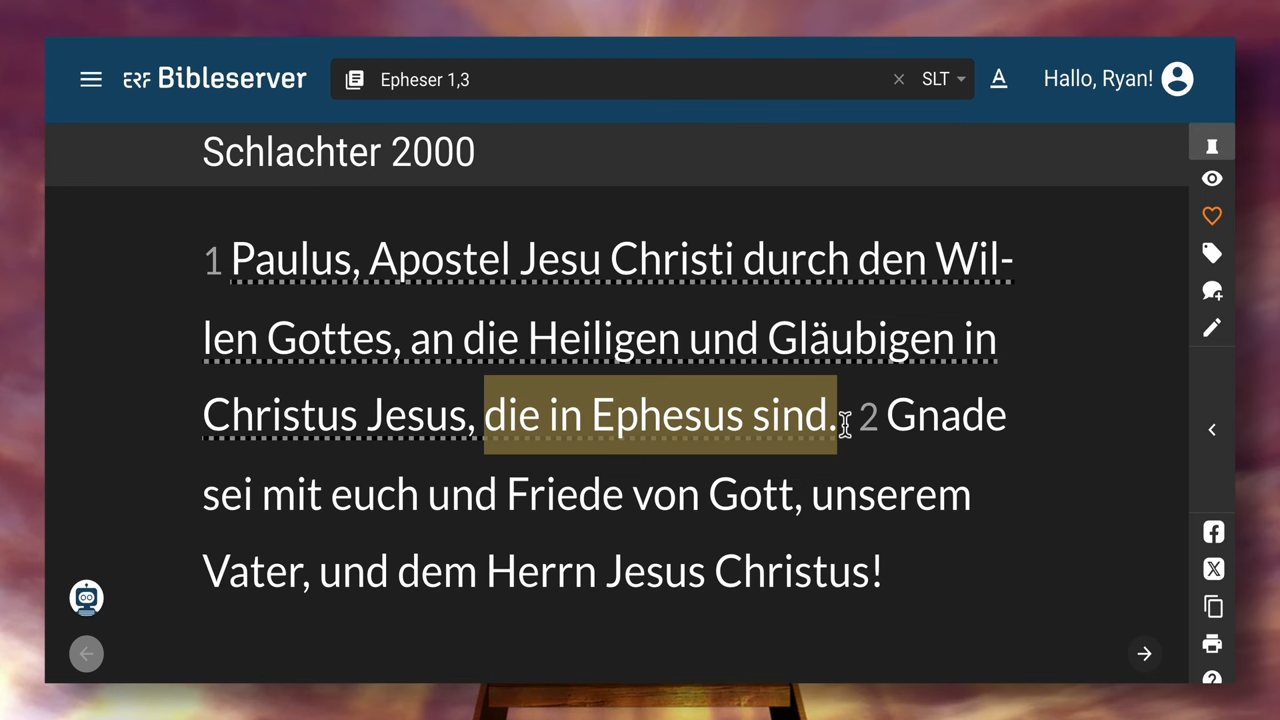 ERF Bibleserver
Epheser 1,3
SLT
A
Hallo, Ryan!
Schlachter 2000
1 Paulus, Apostel Jesu Christi durch den Wil-
len Gottes, an die Heiligen und Gläubigen in
Christus Jesus, die in Ephesus sind. 2 Gnade
sei mit euch und Friede von Gott, unserem
Vater, und dem Herrn Jesus Christus!